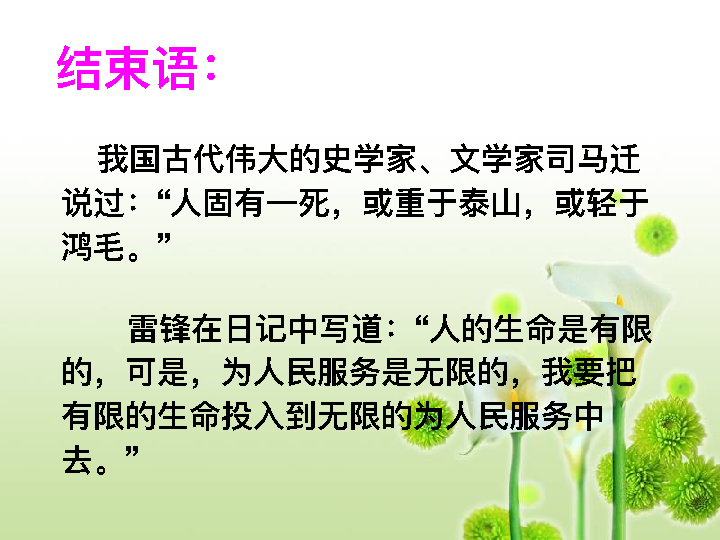 结束语：
我国古代伟大的史学家、文学家司马迁
说过：“人固有一死，或重于泰山，或轻于
鸿毛。”
雷锋在日记中写道：“人的生命是有限
的，可是，为人民服务是无限的，我要把
有限的生命投入到无限的为人民服务中
去。”